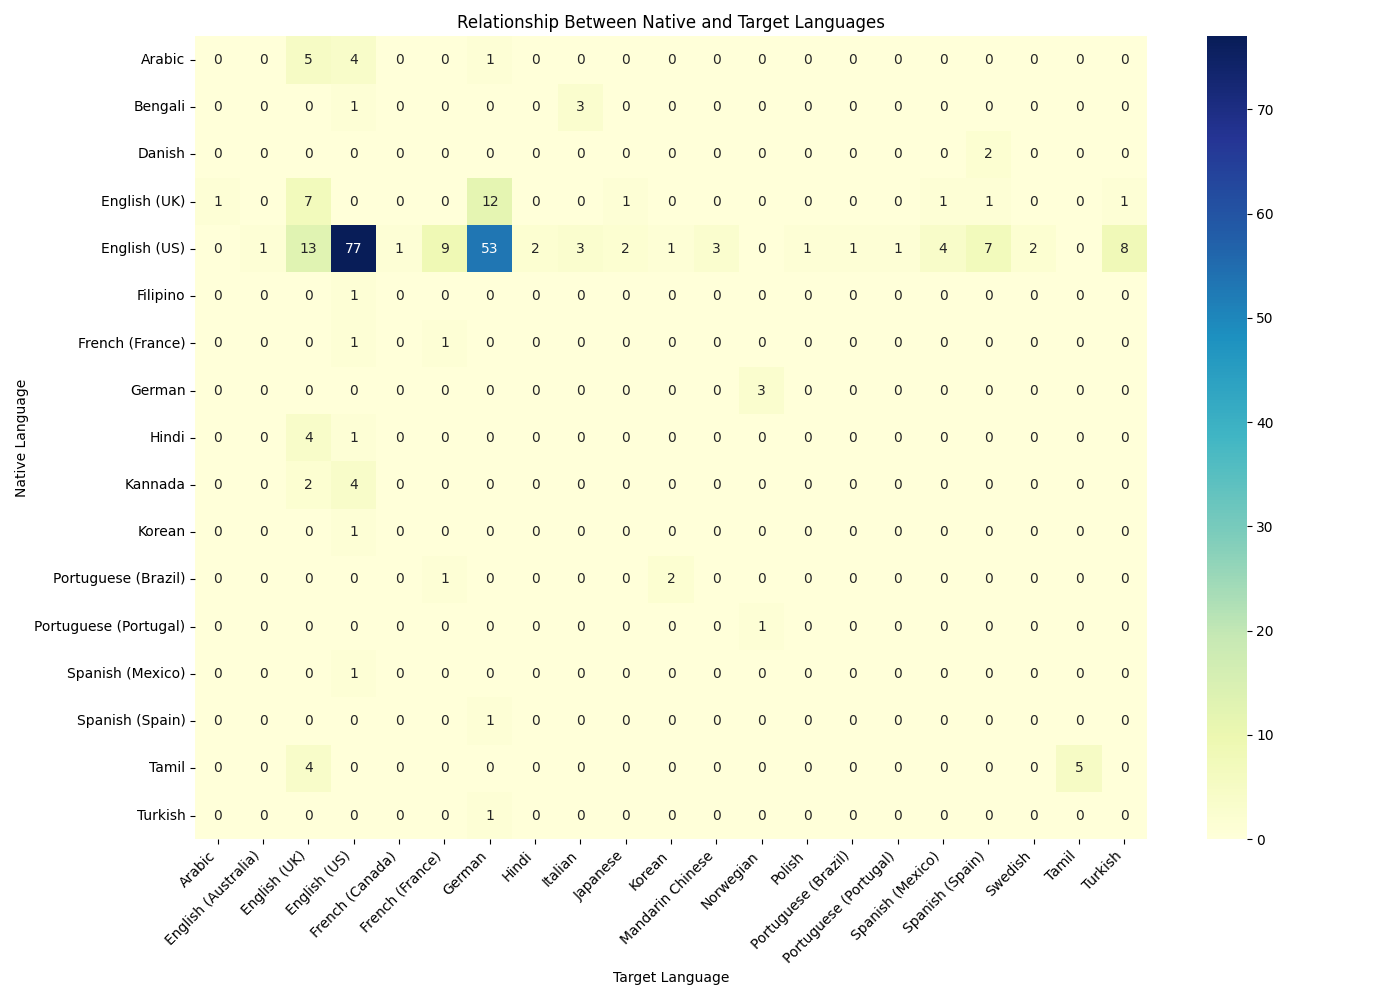 Relationship Between Native and Target Languages
Arabic 0 0 5 4 0 0 1 0 0 0 0 0 0 0 0 0 0 0 0 0 0
Bengali 0 0 0 1 0 0 0 0 3 0 0 0 0 0 0 0 0 0 0 0 0
Danish 0 0 0 0 0 0 0 0 0 0 0 0 0 0 0 0 0 2 0 0 0
English (UK) 1 0 7 0 0 0 12 0 0 1 0 0 0 0 0 0 1 1 0 0 1
English (US) 0 1 13 77 1 9 53 2 3 2 1 3 0 1 1 1 4 7 2 0 8
Filipino 0 0 0 1 0 0 0 0 0 0 0 0 0 0 0 0 0 0 0 0 0
French (France) 0 0 0 1 0 1 0 0 0 0 0 0 0 0 0 0 0 0 0 0 0
German 0 0 0 0 0 0 0 0 0 0 0 0 3 0 0 0 0 0 0 0 0
Hindi 0 0 4 1 0 0 0 0 0 0 0 0 0 0 0 0 0 0 0 0 0
Kannada 0 0 2 4 0 0 0 0 0 0 0 0 0 0 0 0 0 0 0 0 0
Korean 0 0 0 1 0 0 0 0 0 0 0 0 0 0 0 0 0 0 0 0 0
Portuguese (Brazil) 0 0 0 0 0 1 0 0 0 0 2 0 0 0 0 0 0 0 0 0 0
Portuguese (Portugal) 0 0 0 0 0 0 0 0 0 0 0 0 1 0 0 0 0 0 0 0 0
Spanish (Mexico) 0 0 0 1 0 0 0 0 0 0 0 0 0 0 0 0 0 0 0 0 0
Spanish (Spain) 0 0 0 0 0 0 1 0 0 0 0 0 0 0 0 0 0 0 0 0 0
Tamil 0 0 4 0 0 0 0 0 0 0 0 0 0 0 0 0 0 0 0 5 0
Turkish 0 0 0 0 0 0 1 0 0 0 0 0 0 0 0 0 0 0 0 0 0
Native Language
Arabic
English (Australia)
English (UK)
English (US)
French (Canada)
French (France)
German
Hindi
Italian
Japanese
Korean
Mandarin Chinese
Norwegian
Polish
Portuguese (Brazil)
Portuguese (Portugal)
Spanish (Mexico)
Spanish (Spain)
Swedish
Tamil
Turkish
Target Language
70
60
50
40
30
20
10
0